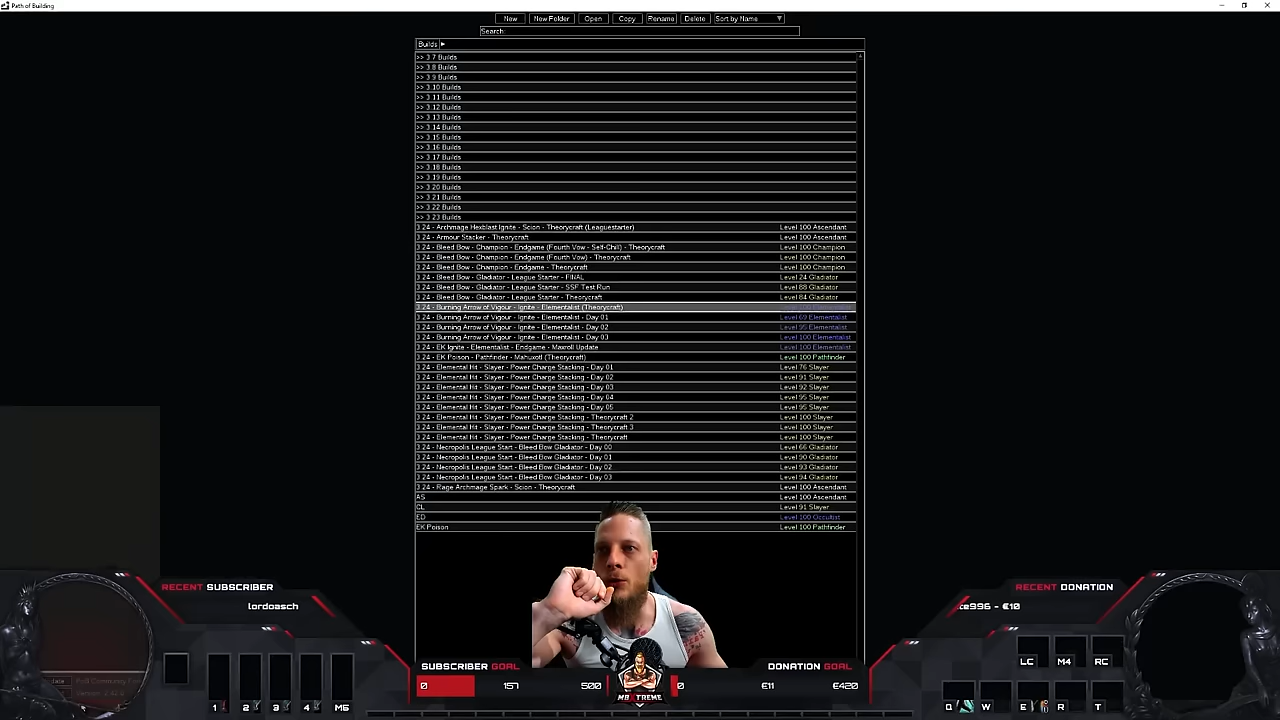 Path of Building
New New Folder Open Copy Rename Delete Sort by Name
Search:
Builds
>> 3.7 Builds
>> 3.8 Builds
>> 3.9 Builds
>> 3.10 Builds
>> 3.11 Builds
>> 3.12 Builds
>> 3.13 Builds
>> 3.14 Builds
>> 3.15 Builds
>> 3.16 Builds
>> 3.17 Builds
>> 3.18 Builds
>> 3.19 Builds
>> 3.20 Builds
>> 3.21 Builds
>> 3.22 Builds
>> 3.23 Builds
3.24 - Archmage Hexblast Ignite - Scion - Theorycraft (Leaguestarter) Level 100 Ascendant
3.24 - Armour Stacker - Theorycraft Level 100 Ascendant
3.24 - Bleed Bow - Champion - Endgame (Fourth Vow - Self-Chill) - Theorycraft Level 100 Champion
3.24 - Bleed Bow - Champion - Endgame (Fourth Vow) - Theorycraft Level 100 Champion
3.24 - Bleed Bow - Champion - Endgame - Theorycraft Level 100 Champion
3.24 - Bleed Bow - Gladiator - League Starter - FINAL Level 24 Gladiator
3.24 - Bleed Bow - Gladiator - League Starter - SSF Test Run Level 88 Gladiator
3.24 - Bleed Bow - Gladiator - League Starter - Theorycraft Level 84 Gladiator
3.24 - Burning Arrow of Vigour - Ignite - Elementalist (Theorycraft)
3.24 - Burning Arrow of Vigour - Ignite - Elementalist - Day 01 Level 69 Elementalist
3.24 - Burning Arrow of Vigour - Ignite - Elementalist - Day 02 Level 95 Elementalist
3.24 - Burning Arrow of Vigour - Ignite - Elementalist - Day 03 Level 100 Elementalist
3.24 - EK Ignite - Elementalist - Endgame - Maxroll Update Level 100 Elementalist
3.24 - EK Poison - Pathfinder - Mahuxotl (Theorycraft) Level 100 Pathfinder
3.24 - Elemental Hit - Slayer - Power Charge Stacking - Day 01 Level 76 Slayer
3.24 - Elemental Hit - Slayer - Power Charge Stacking - Day 02 Level 91 Slayer
3.24 - Elemental Hit - Slayer - Power Charge Stacking - Day 03 Level 92 Slayer
3.24 - Elemental Hit - Slayer - Power Charge Stacking - Day 04 Level 95 Slayer
3.24 - Elemental Hit - Slayer - Power Charge Stacking - Day 05 Level 95 Slayer
3.24 - Elemental Hit - Slayer - Power Charge Stacking - Theorycraft 2 Level 100 Slayer
3.24 - Elemental Hit - Slayer - Power Charge Stacking - Theorycraft 3 Level 100 Slayer
3.24 - Elemental Hit - Slayer - Power Charge Stacking - Theorycraft Level 100 Slayer
3.24 - Necropolis League Start - Bleed Bow Gladiator - Day 00 Level 66 Gladiator
3.24 - Necropolis League Start - Bleed Bow Gladiator - Day 01 Level 90 Gladiator
3.24 - Necropolis League Start - Bleed Bow Gladiator - Day 02 Level 93 Gladiator
3.24 - Necropolis League Start - Bleed Bow Gladiator - Day 03 Level 94 Gladiator
3.24 - Rage Archmage Spark - Scion - Theorycraft Level 100 Ascendant
AS Level 100 Ascendant
CL Level 91 Slayer
ED Level 100 Occultist
EK Poison Level 100 Pathfinder
RECENT SUBSCRIBER
lordoasch
RECENT DONATION
ce996 - €10
SUBSCRIBER GOAL
0 157 500
DONATION GOAL
0 €11 €420
MBXTREME
1 2 3 4 M5
LC M4 RC
Q W E R T